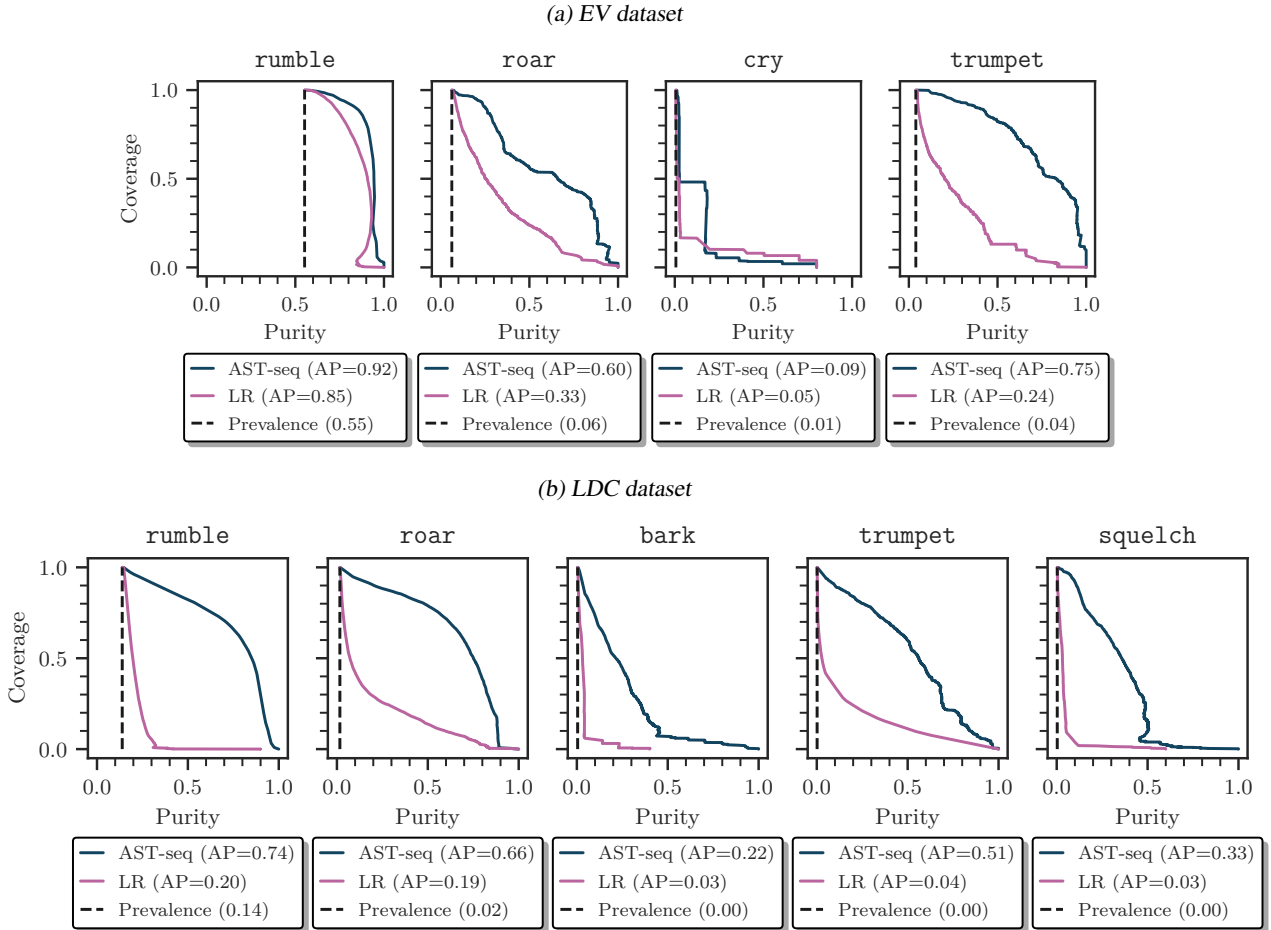 (a) EV dataset
rumble roar cry trumpet
Coverage
1.0
0.5
0.0
0.0 0.5 1.0 0.0 0.5 1.0 0.0 0.5 1.0 0.0 0.5 1.0
Purity Purity Purity Purity
AST-seq (AP=0.92) AST-seq (AP=0.60) AST-seq (AP=0.09) AST-seq (AP=0.75)
LR (AP=0.85) LR (AP=0.33) LR (AP=0.05) LR (AP=0.24)
Prevalence (0.55) Prevalence (0.06) Prevalence (0.01) Prevalence (0.04)
(b) LDC dataset
rumble roar bark trumpet squelch
Coverage
1.0
0.5
0.0
0.0 0.5 1.0 0.0 0.5 1.0 0.0 0.5 1.0 0.0 0.5 1.0 0.0 0.5 1.0
Purity Purity Purity Purity Purity
AST-seq (AP=0.74) AST-seq (AP=0.66) AST-seq (AP=0.22) AST-seq (AP=0.51) AST-seq (AP=0.33)
LR (AP=0.20) LR (AP=0.19) LR (AP=0.03) LR (AP=0.04) LR (AP=0.03)
Prevalence (0.14) Prevalence (0.02) Prevalence (0.00) Prevalence (0.00) Prevalence (0.00)